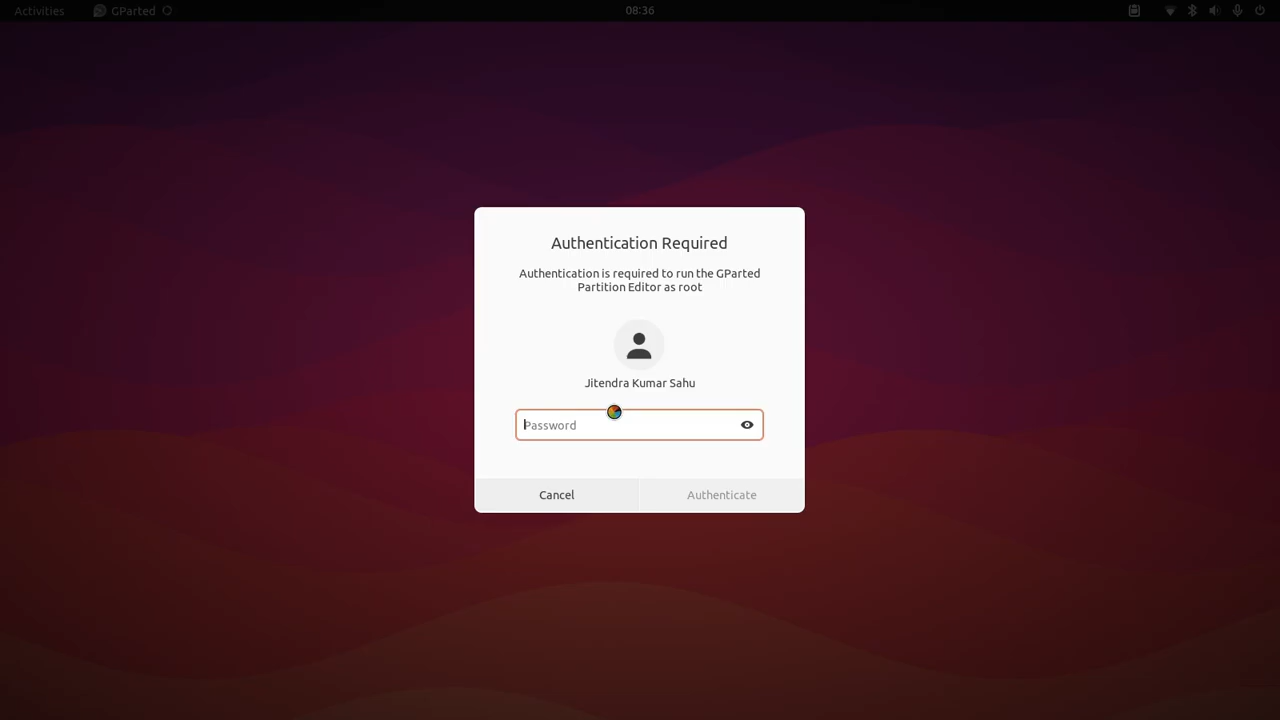 Activities
GParted
08:36
Authentication Required
Authentication is required to run the GParted
Partition Editor as root
Jitendra Kumar Sahu
Password
Cancel
Authenticate